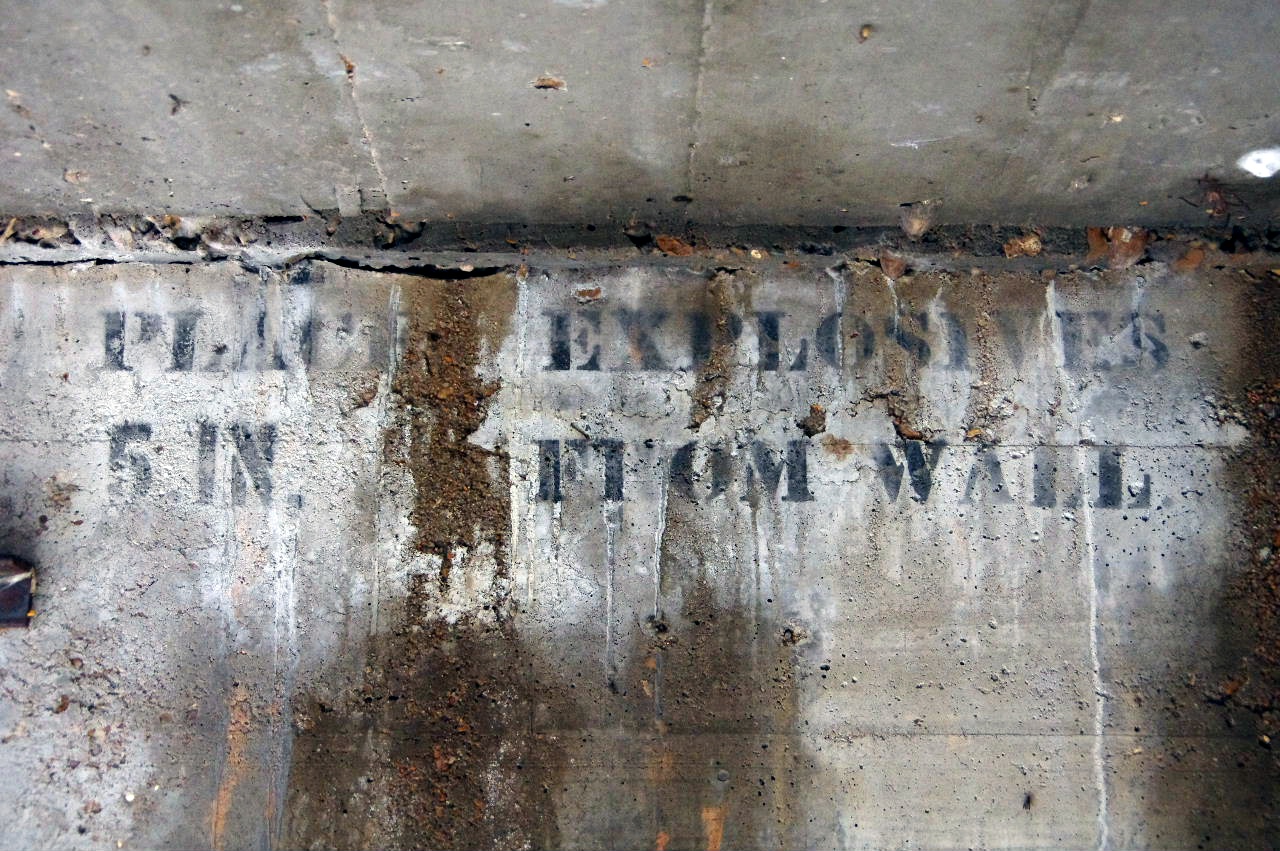 PLACE EXPLOSIVES
5 IN. FROM WALL.